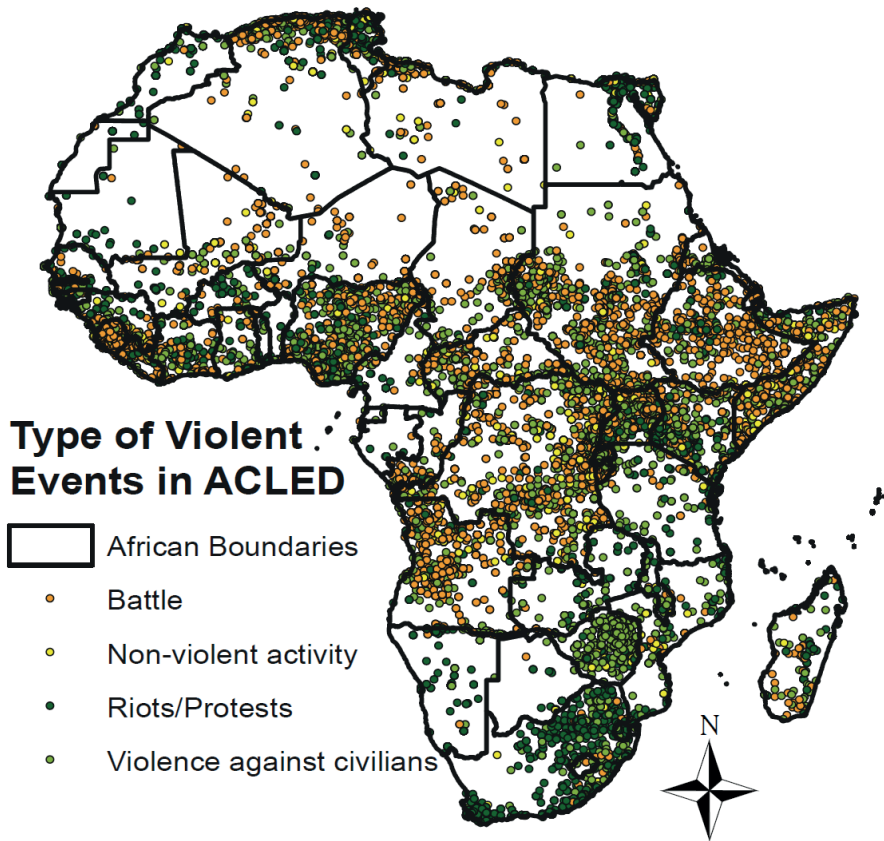 Type of Violent
Events in ACLED
African Boundaries
Battle
Non-violent activity
Riots/Protests
Violence against civilians
N